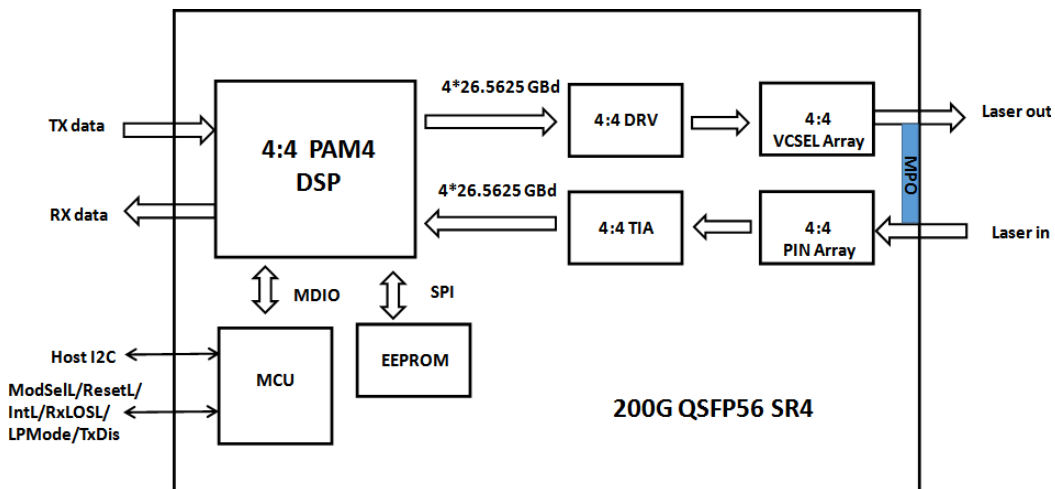 4*26.5625 GBd
TX data
4:4 PAM4
DSP
4:4 DRV
4:4
VCSEL Array
Laser out
MPO
4*26.5625 GBd
RX data
4:4 TIA
4:4
PIN Array
Laser in
MDIO
SPI
Host I2C
MCU
EEPROM
ModSelL/ResetL/
IntL/RxLOSL/
LPMode/TxDis
200G QSFP56 SR4